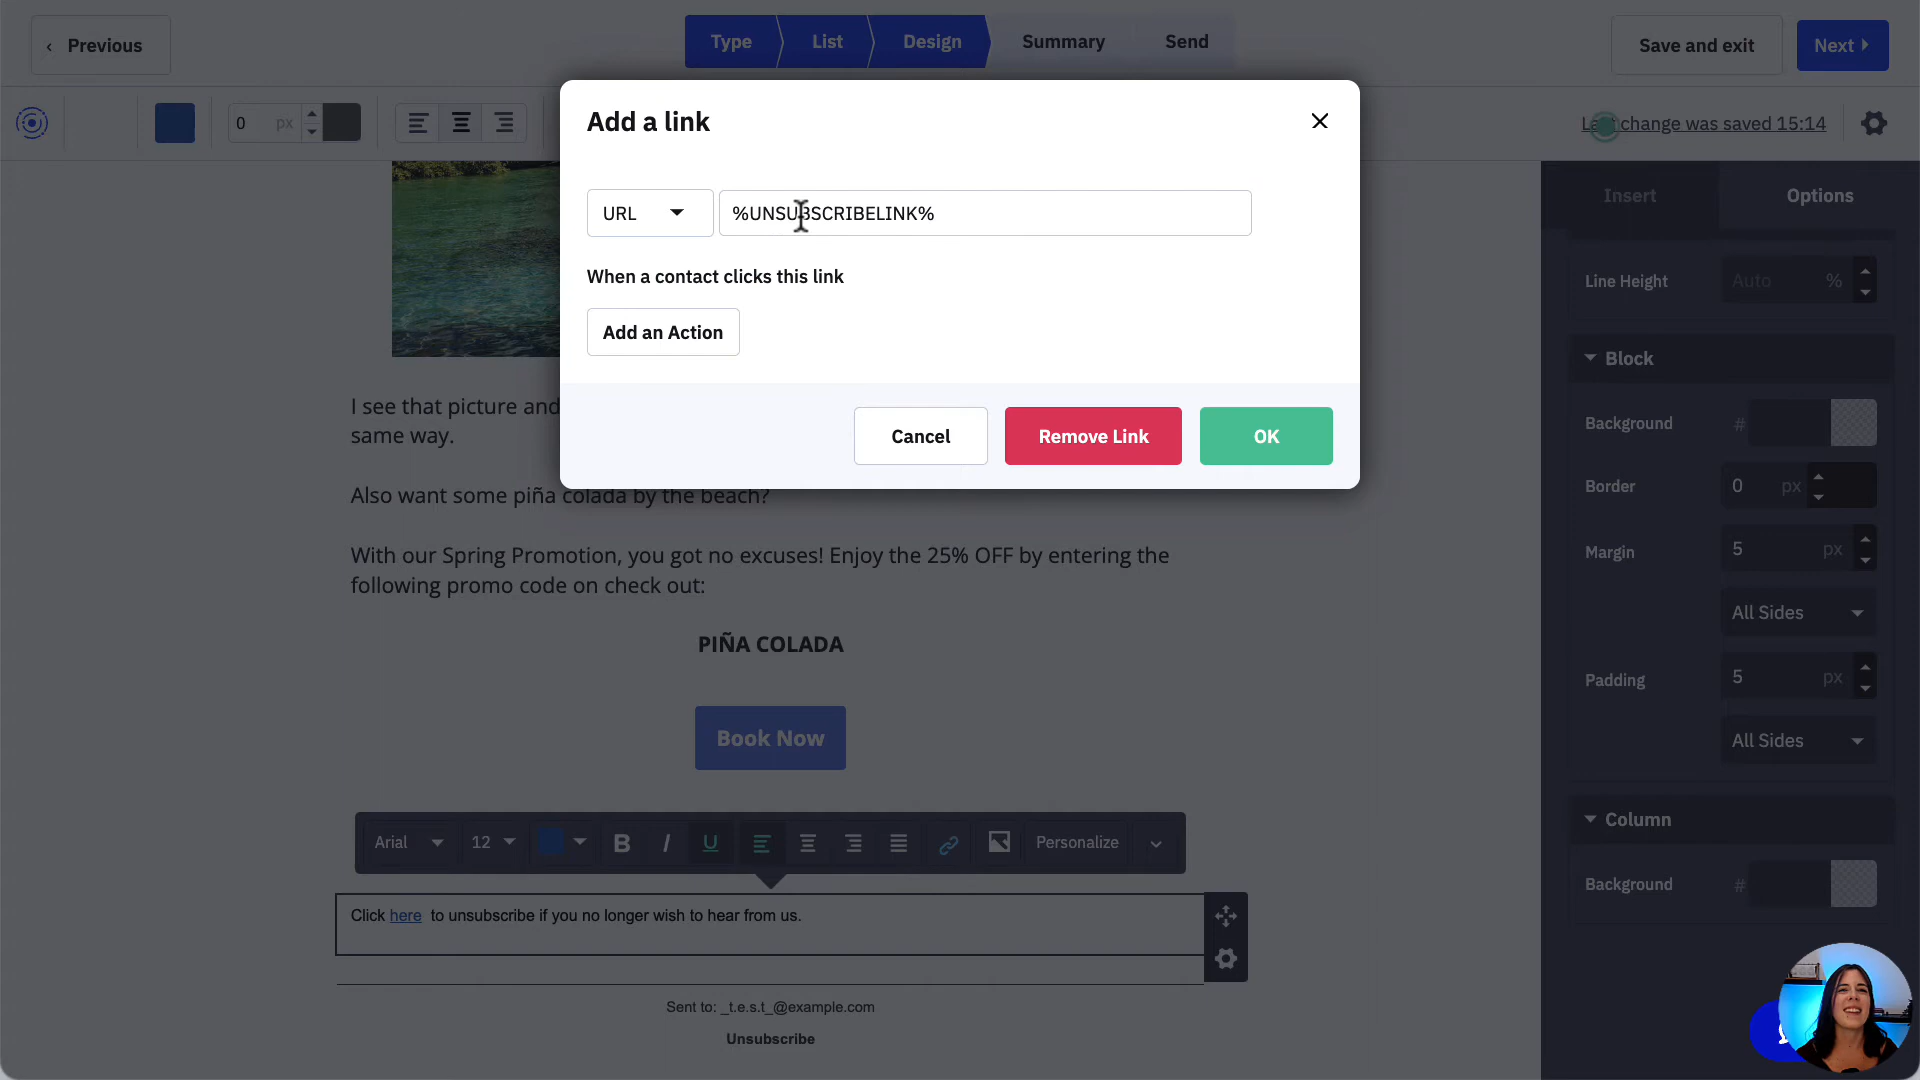 Previous
Type
List
Design
Summary
Send
Save and exit
Next
0 px
change was saved 15:14
Add a link
URL
%UNSUBSCRIBELINK%
When a contact clicks this link
Add an Action
Cancel
Remove Link
OK
I see that picture and
same way.
Also want some piña colada by the beach?
With our Spring Promotion, you got no excuses! Enjoy the 25% OFF by entering the
following promo code on check out:
PIÑA COLADA
Book Now
Arial
12
B
I
U
Personalize
Click here to unsubscribe if you no longer wish to hear from us.
Sent to: _t.e.s.t_@example.com
Unsubscribe
Insert
Options
Line Height
Auto %
Block
Background #
Border 0 px
Margin 5 px
All Sides
Padding 5 px
All Sides
Column
Background #